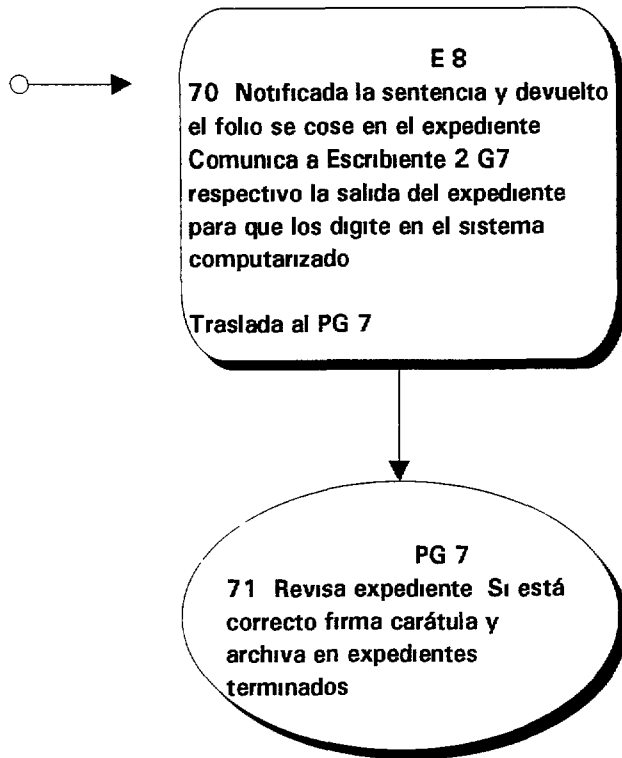 E 8
70 Notificada la sentencia y devuelto
el folio se cose en el expediente
Comunica a Escribiente 2 G7
respectivo la salida del expediente
para que los digite en el sistema
computarizado
Traslada al PG 7
PG 7
71 Revisa expediente Si está
correcto firma carátula y
archiva en expedientes
terminados